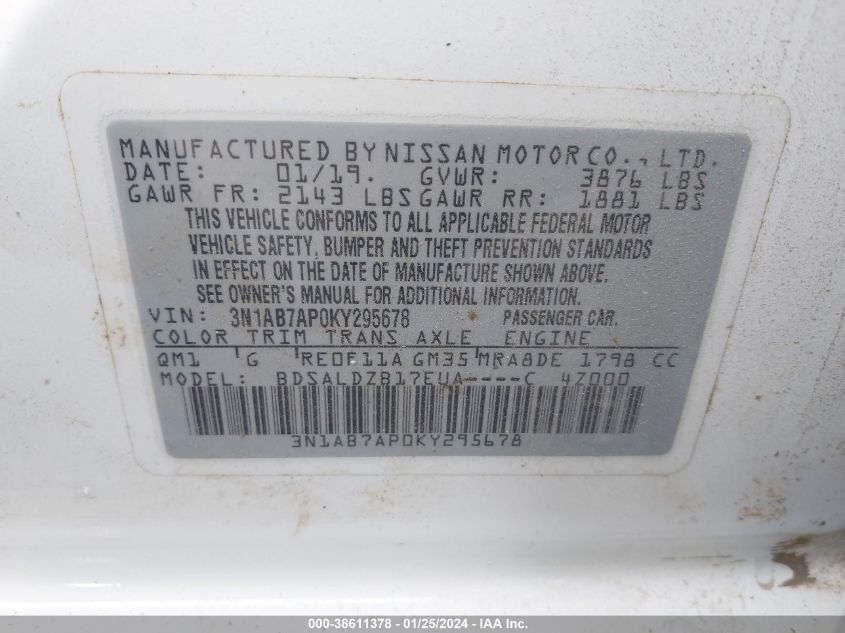 MANUFACTURED BY NISSAN MOTOR CO., LTD.
DATE: 01/19. GVWR: 3876 LBS
GAWR FR: 2143 LBS GAWR RR: 1881 LBS
THIS VEHICLE CONFORMS TO ALL APPLICABLE FEDERAL MOTOR
VEHICLE SAFETY, BUMPER AND THEFT PREVENTION STANDARDS
IN EFFECT ON THE DATE OF MANUFACTURE SHOWN ABOVE.
SEE OWNER'S MANUAL FOR ADDITIONAL INFORMATION.
VIN: 3N1AB7AP0KY295678 PASSENGER CAR.
COLOR TRIM TRANS AXLE ENGINE
QM1 ' G ' RE0F11A GM35 ' MRA8DE 1798 CC
MODEL: BDSALDZB17EUA----C 4Z000
3N1AB7AP0KY295678
000-38611378 - 01/25/2024 - IAA Inc.